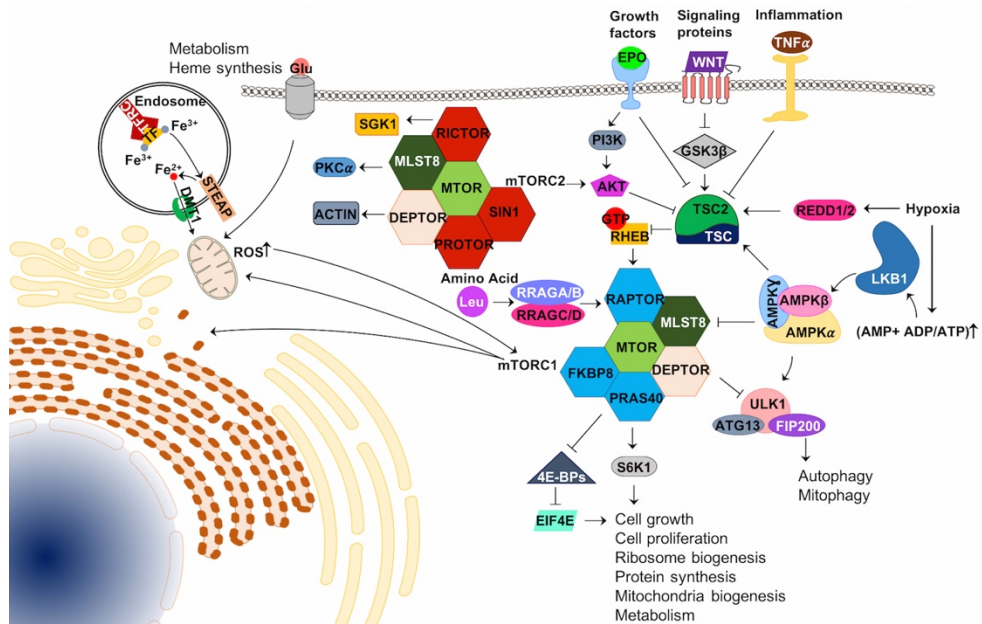 Growth
factors
Signaling
proteins
Inflammation
Metabolism
Heme synthesis
Glu
EPO
WNT
TNFα
Endosome
TFRC
TF
Fe3+
Fe3+
Fe2+
STEAP
DMT1
ROS↑
SGK1
PKCα
ACTIN
RICTOR
MLST8
MTOR
DEPTOR
SIN1
PROTOR
mTORC2
PI3K
AKT
GSK3β
TSC2
TSC
GTP
RHEB
REDD1/2
Hypoxia
LKB1
AMPKγ
AMPKβ
AMPKα
(AMP+ ADP/ATP)↑
Amino Acid
Leu
RRAGA/B
RRAGC/D
RAPTOR
MLST8
MTOR
FKBP8
DEPTOR
PRAS40
mTORC1
ULK1
ATG13
FIP200
Autophagy
Mitophagy
4E-BPs
S6K1
EIF4E
Cell growth
Cell proliferation
Ribosome biogenesis
Protein synthesis
Mitochondria biogenesis
Metabolism